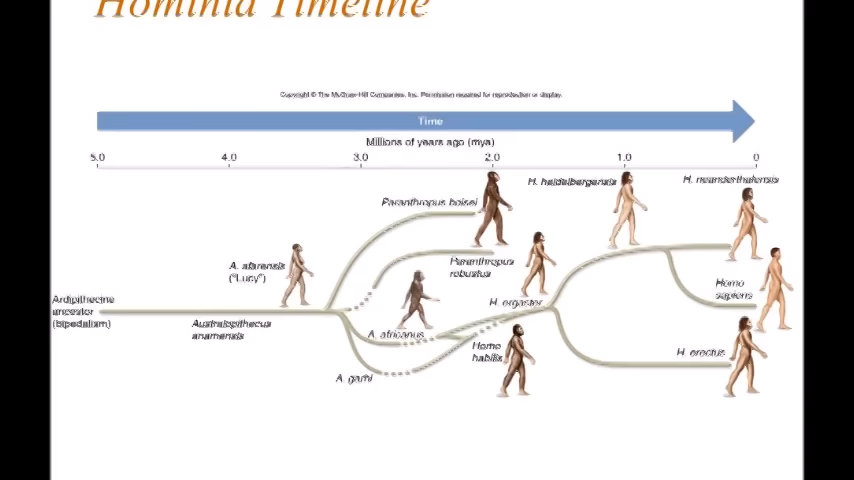 Hominid Timeline
Copyright © The McGraw-Hill Companies, Inc. Permission required for reproduction or display.
Time
Millions of years ago (mya)
5.0 4.0 3.0 2.0 1.0 0
H. heidelbergensis
H. neanderthalensis
Paranthropus boisei
A. afarensis
("Lucy")
Paranthropus
robustus
Homo
sapiens
Ardipithecine
ancestor
(bipedalism)
H. ergaster
Australopithecus
anamensis
A. africanus
Homo
habilis
H. erectus
A. garhi